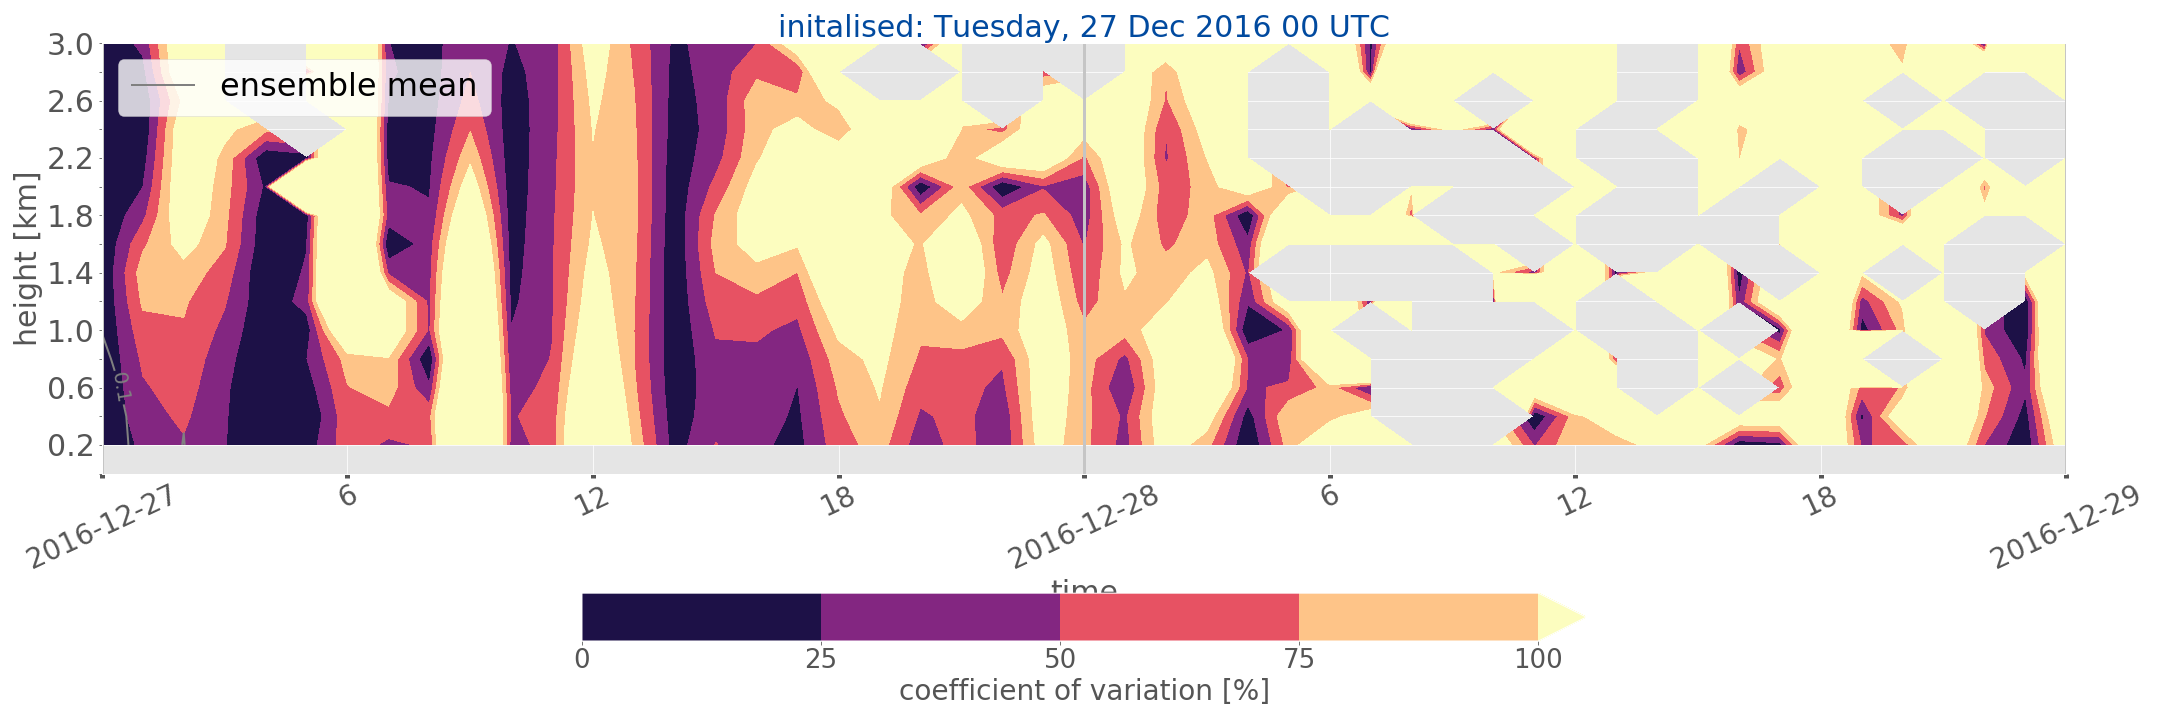 initalised: Tuesday, 27 Dec 2016 00 UTC
ensemble mean
height [km]
3.0
2.6
2.2
1.8
1.4
1.0
0.6
0.2
0.1
2016-12-27 6 12 18 2016-12-28 6 12 18 2016-12-29
time
0 25 50 75 100
coefficient of variation [%]